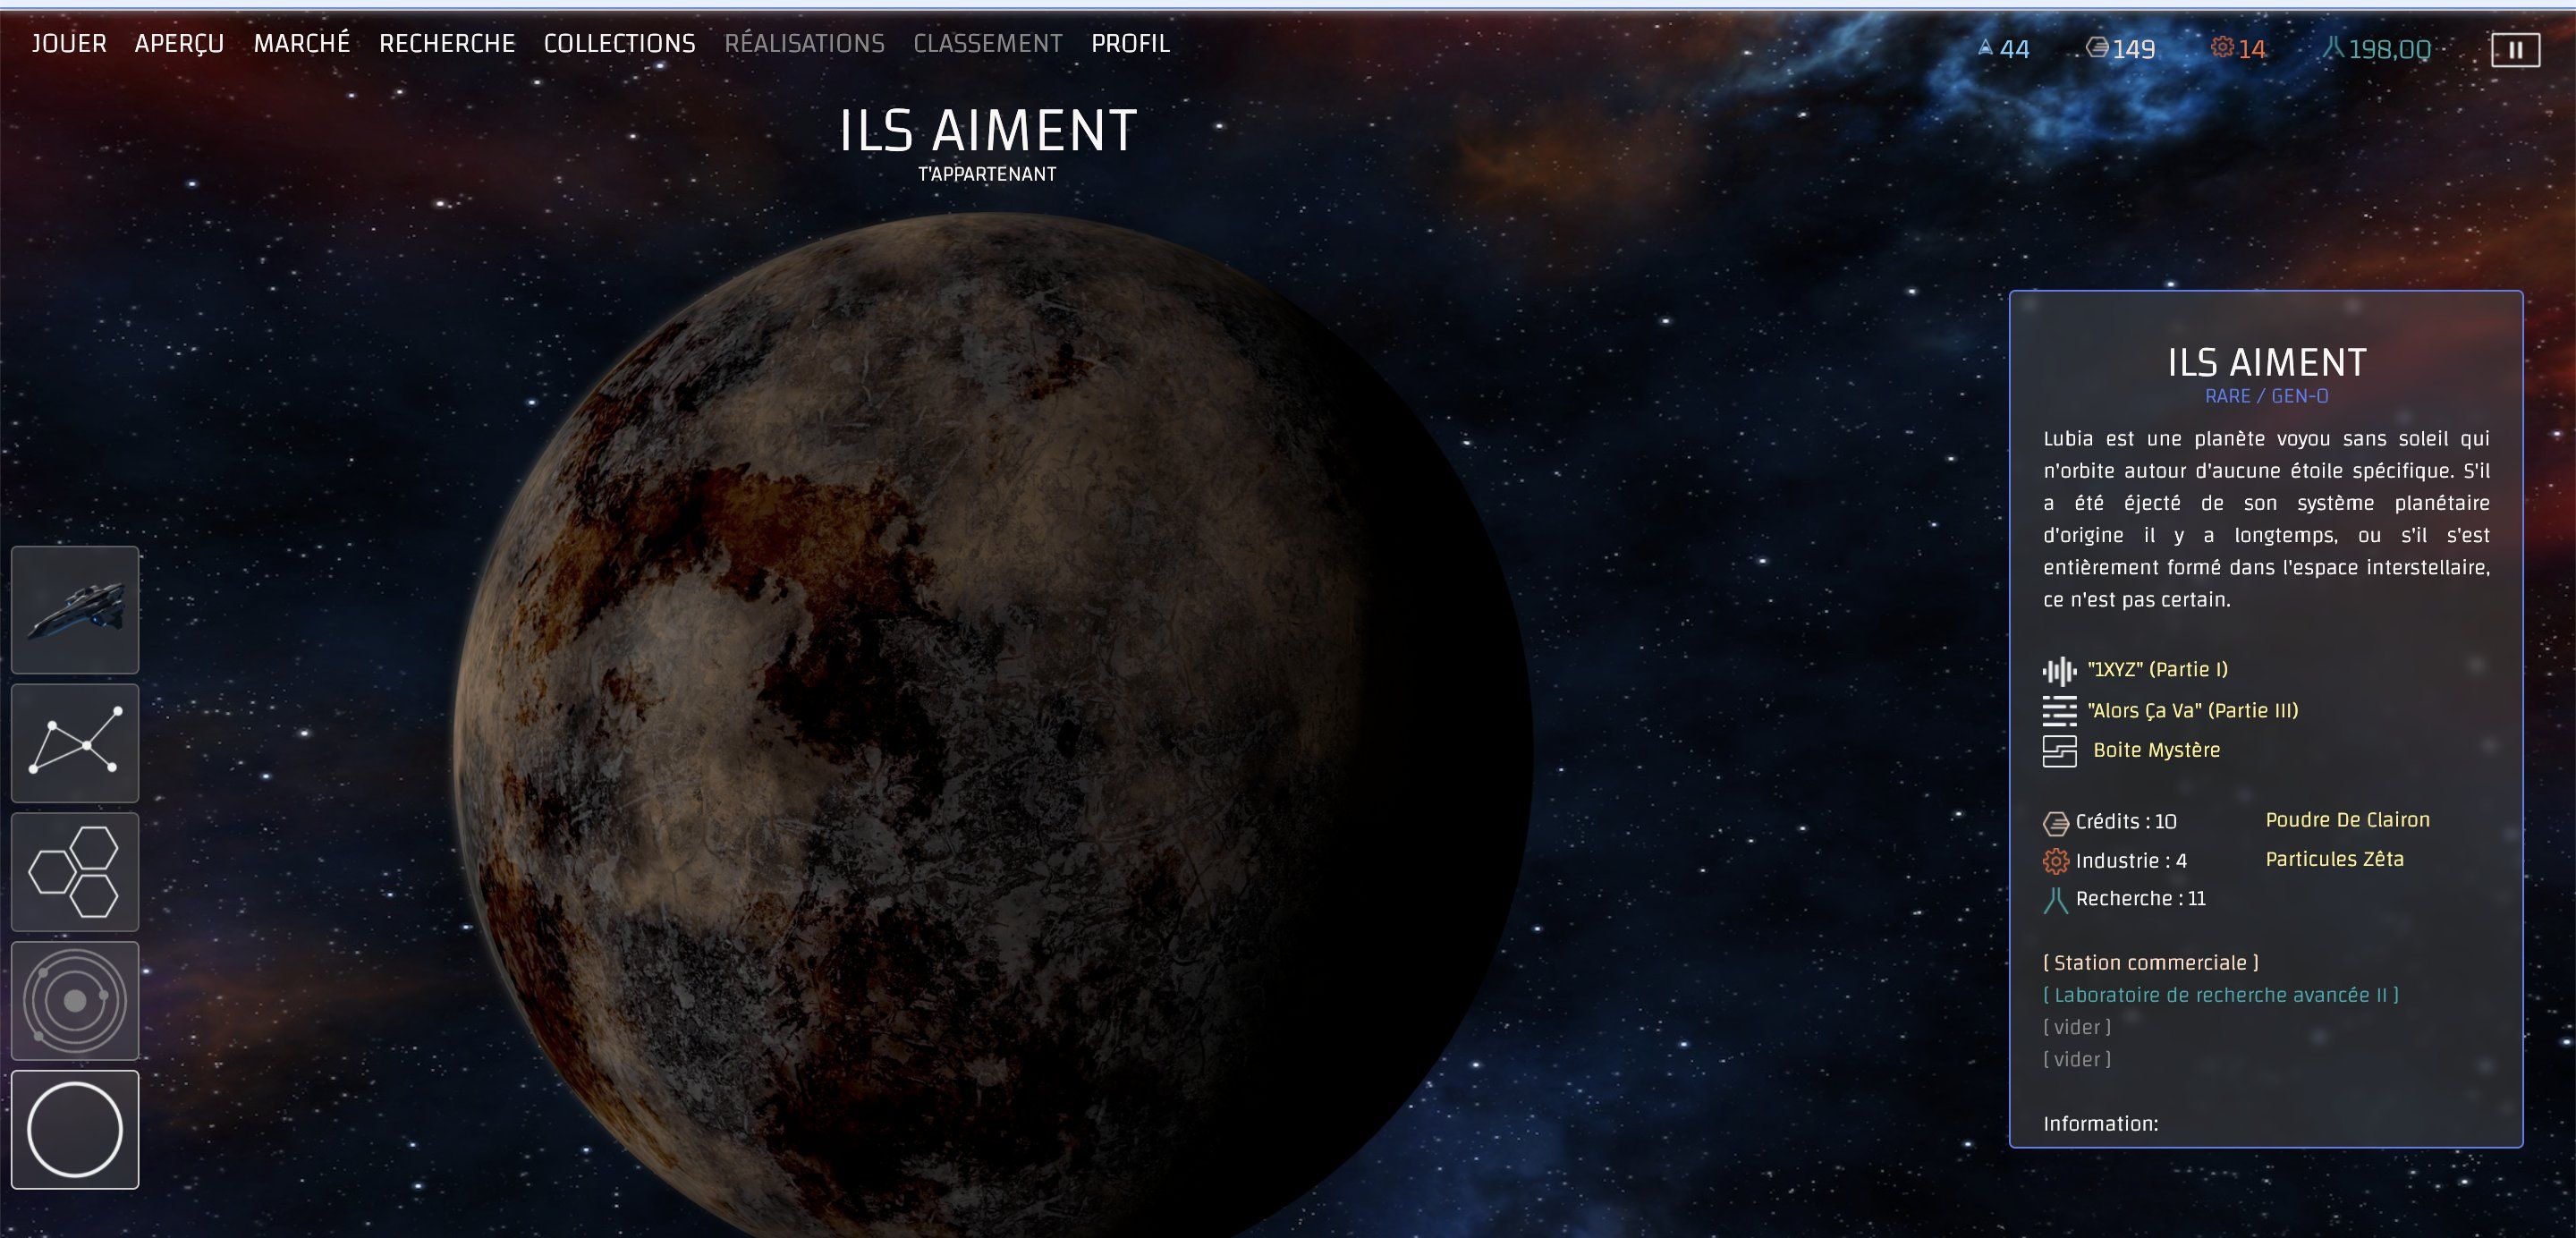 JOUER APERÇU MARCHÉ RECHERCHE COLLECTIONS RÉALISATIONS CLASSEMENT PROFIL
44 149 14 198,00
ILS AIMENT
T'APPARTENANT
ILS AIMENT
RARE / GEN-0
Lubia est une planète voyou sans soleil qui
n'orbite autour d'aucune étoile spécifique. S'il
a été éjecté de son système planétaire
d'origine il y a longtemps, ou s'il s'est
entièrement formé dans l'espace interstellaire,
ce n'est pas certain.
"1XYZ" (Partie I)
"Alors Ça Va" (Partie III)
Boite Mystère
Crédits : 10 Poudre De Clairon
Industrie : 4 Particules Zêta
Recherche : 11
[ Station commerciale ]
[ Laboratoire de recherche avancée II ]
[ vider ]
[ vider ]
Information: